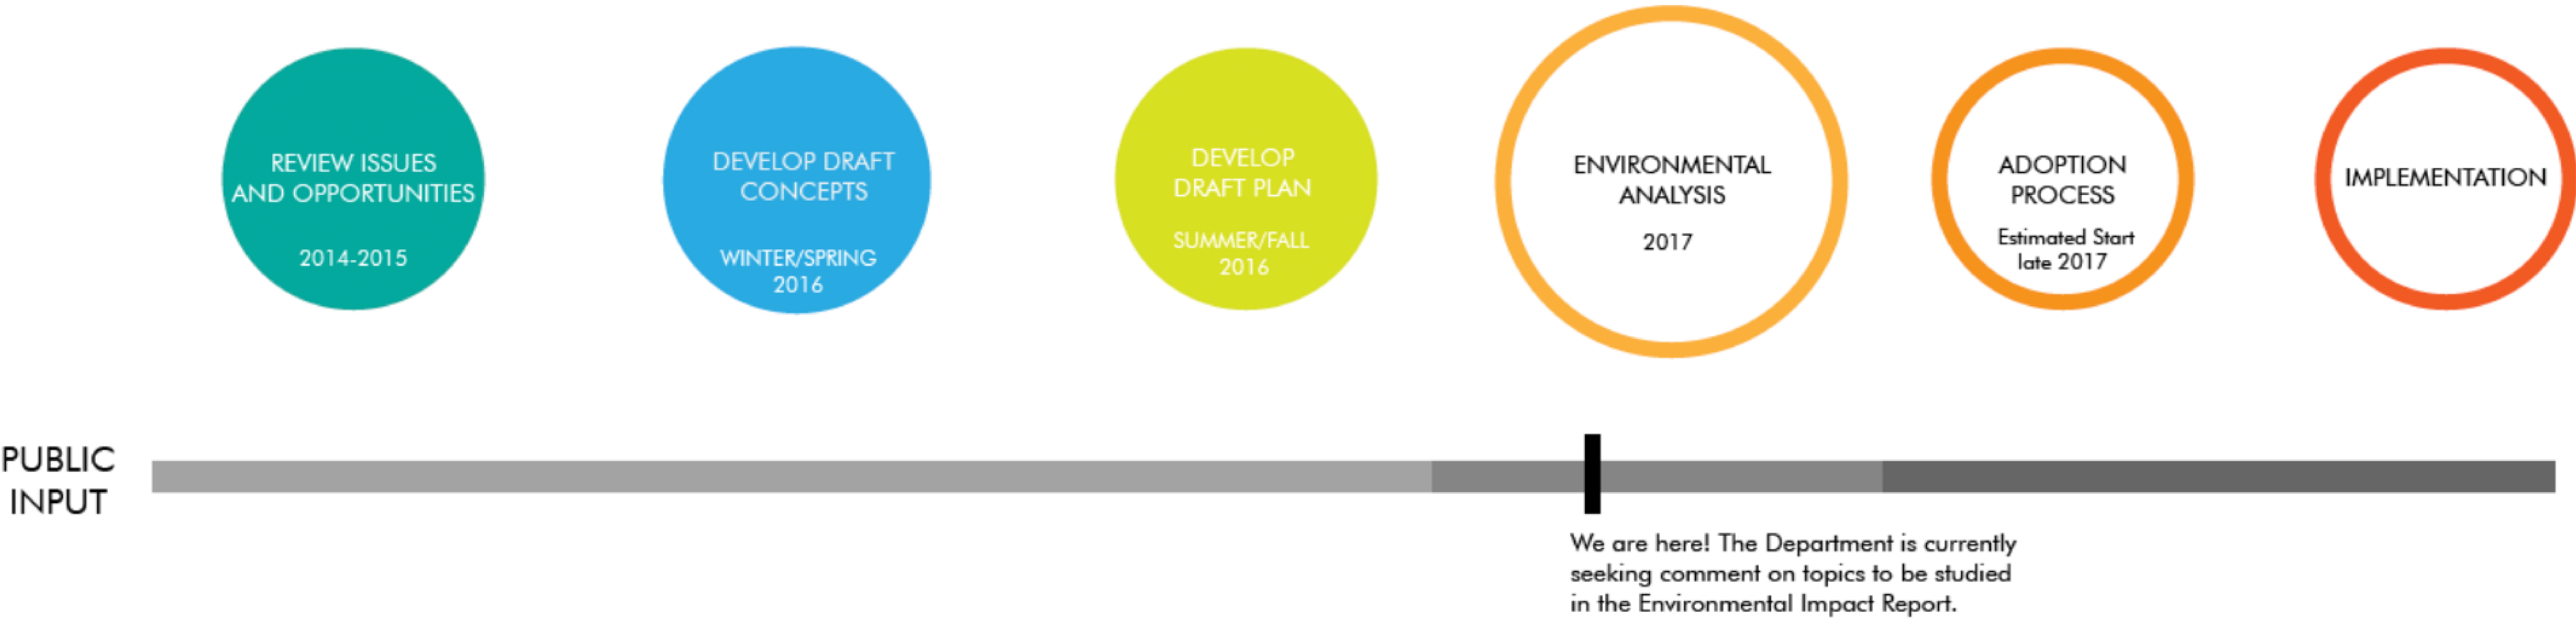 REVIEW ISSUES
AND OPPORTUNITIES
2014-2015
DEVELOP DRAFT
CONCEPTS
WINTER/SPRING
2016
DEVELOP
DRAFT PLAN
SUMMER/FALL
2016
ENVIRONMENTAL
ANALYSIS
2017
ADOPTION
PROCESS
Estimated Start
late 2017
IMPLEMENTATION
PUBLIC
INPUT
We are here! The Department is currently
seeking comment on topics to be studied
in the Environmental Impact Report.